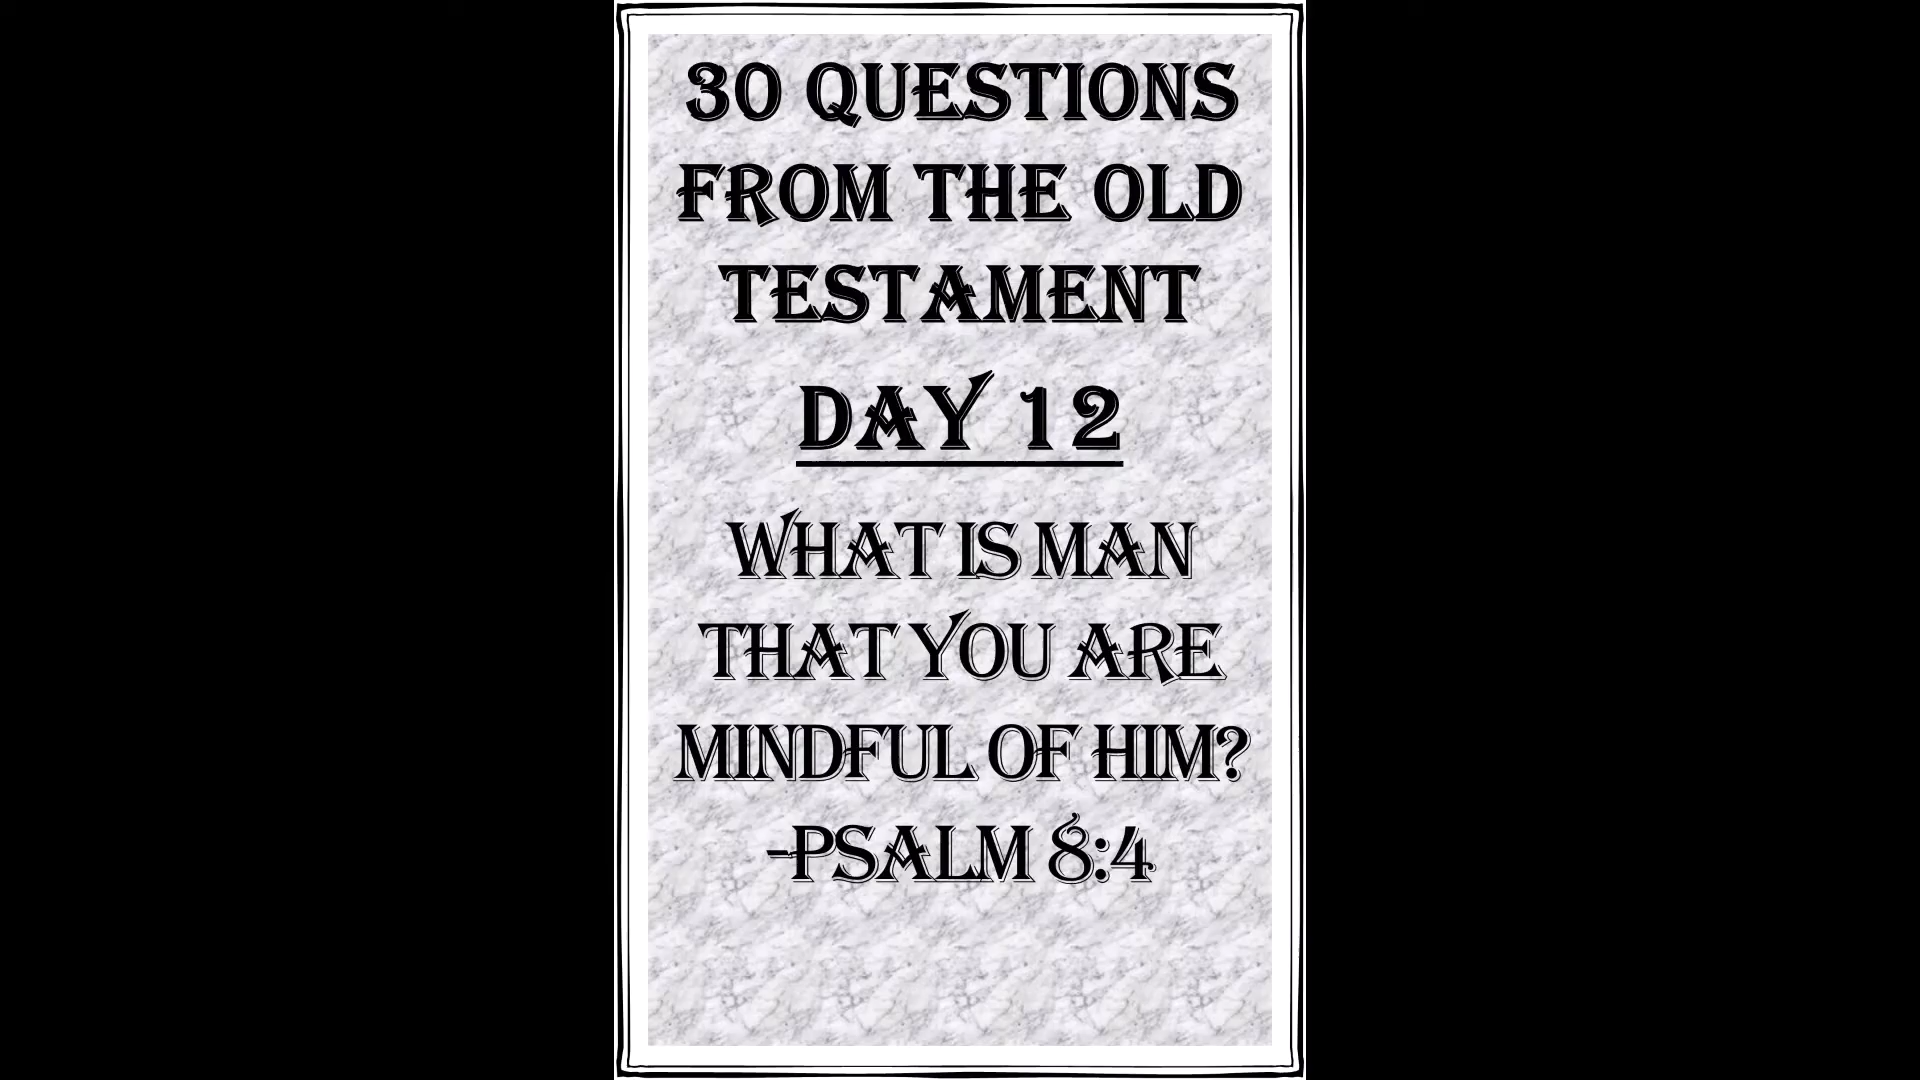 30 QUESTIONS
FROM THE OLD
TESTAMENT
DAY 12
WHAT IS MAN
THAT YOU ARE
MINDFUL OF HIM?
-PSALM 8:4